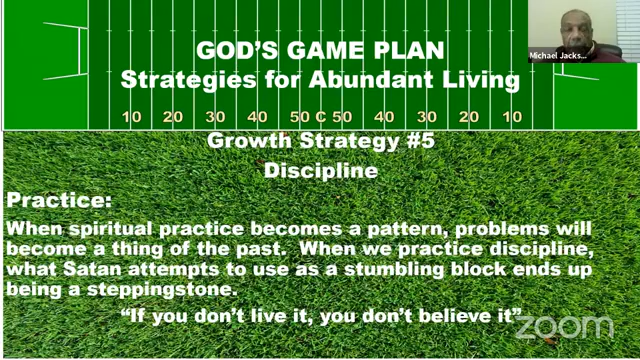 GOD'S GAME PLAN
Strategies for Abundant Living
10 20 30 40 50 C 50 40 30 20 10
Michael Jacks...
Growth Strategy #5
Discipline
Practice:
When spiritual practice becomes a pattern, problems will
become a thing of the past.  When we practice discipline,
what Satan attempts to use as a stumbling block ends up
being a steppingstone.
"If you don't live it, you don't believe it"
zoom